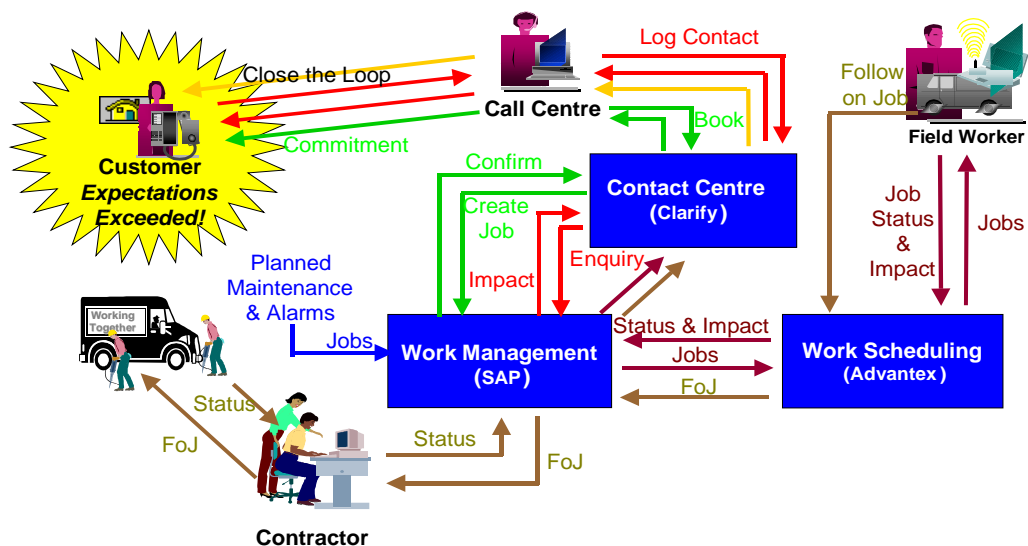 Log Contact
Close the Loop
Call Centre
Follow
on Job
Field Worker
Book
Commitment
Customer
Expectations
Exceeded!
Confirm
Contact Centre
(Clarify)
Create
Job
Job
Status
&
Impact
Jobs
Planned
Maintenance
& Alarms
Impact
Enquiry
Working
Together
Jobs
Work Management
(SAP)
Status & Impact
Jobs
FoJ
Work Scheduling
(Advantex)
Status
FoJ
Status
FoJ
Contractor